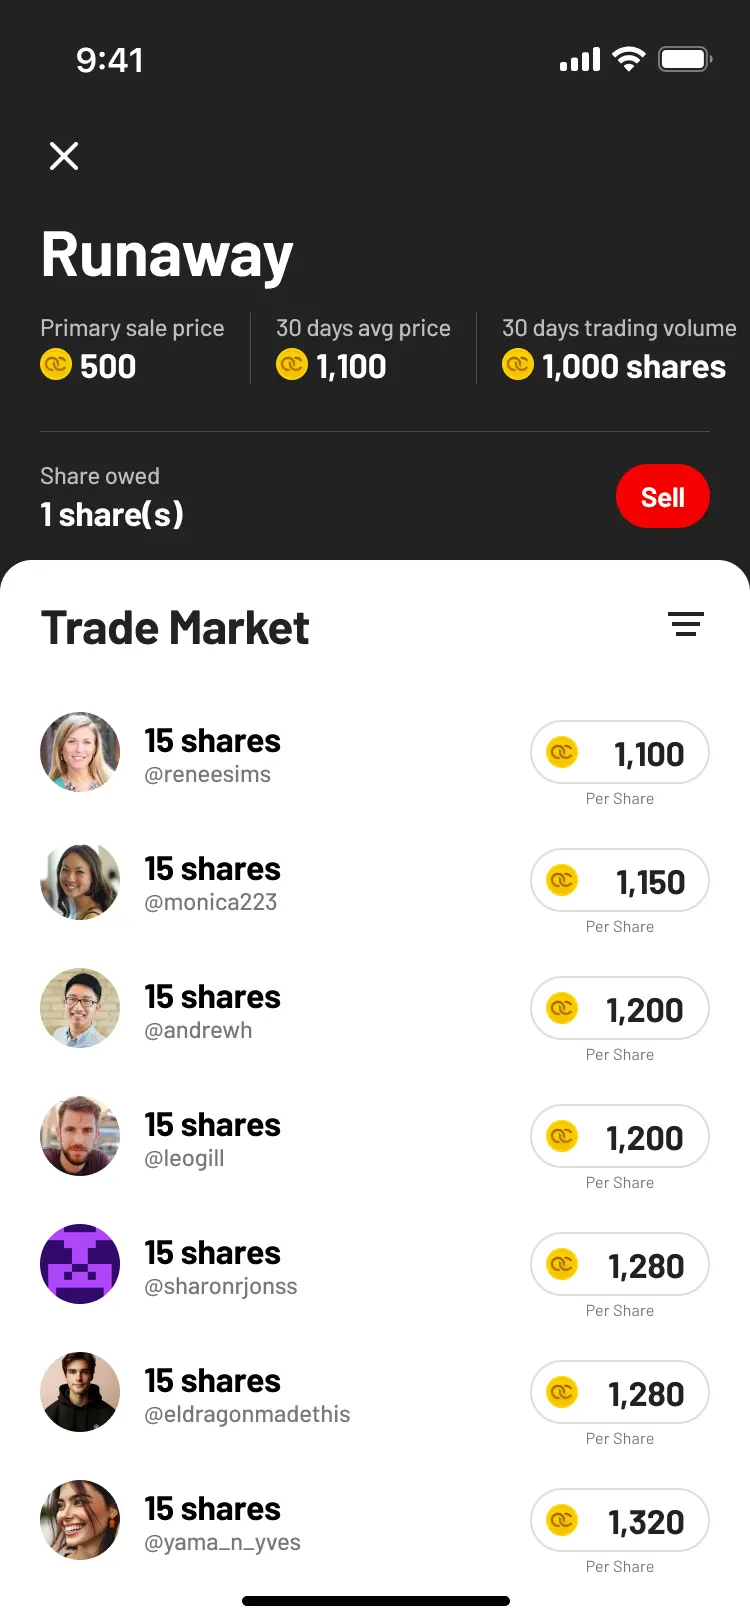 9:41
Runaway
Primary sale price
500
30 days avg price
1,100
30 days trading volume
1,000 shares
Share owed
1 share(s)
Sell
Trade Market
15 shares
@reneesims
1,100
Per Share
15 shares
@monica223
1,150
Per Share
15 shares
@andrewh
1,200
Per Share
15 shares
@leogill
1,200
Per Share
15 shares
@sharonrjonss
1,280
Per Share
15 shares
@eldragonmadethis
1,280
Per Share
15 shares
@yama_n_yves
1,320
Per Share